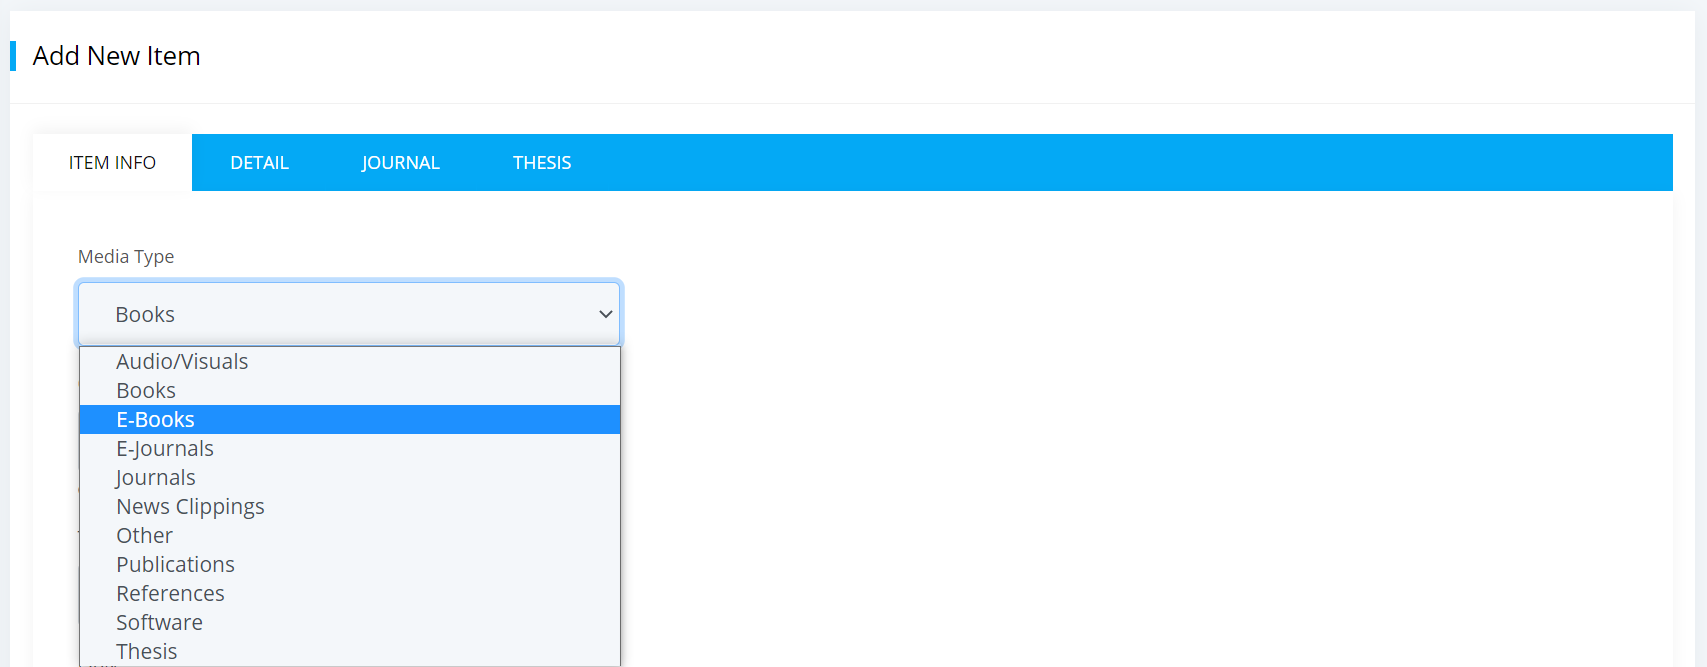 Add New Item
ITEM INFO DETAIL JOURNAL THESIS
Media Type
Books
Audio/Visuals
Books
E-Books
E-Journals
Journals
News Clippings
Other
Publications
References
Software
Thesis